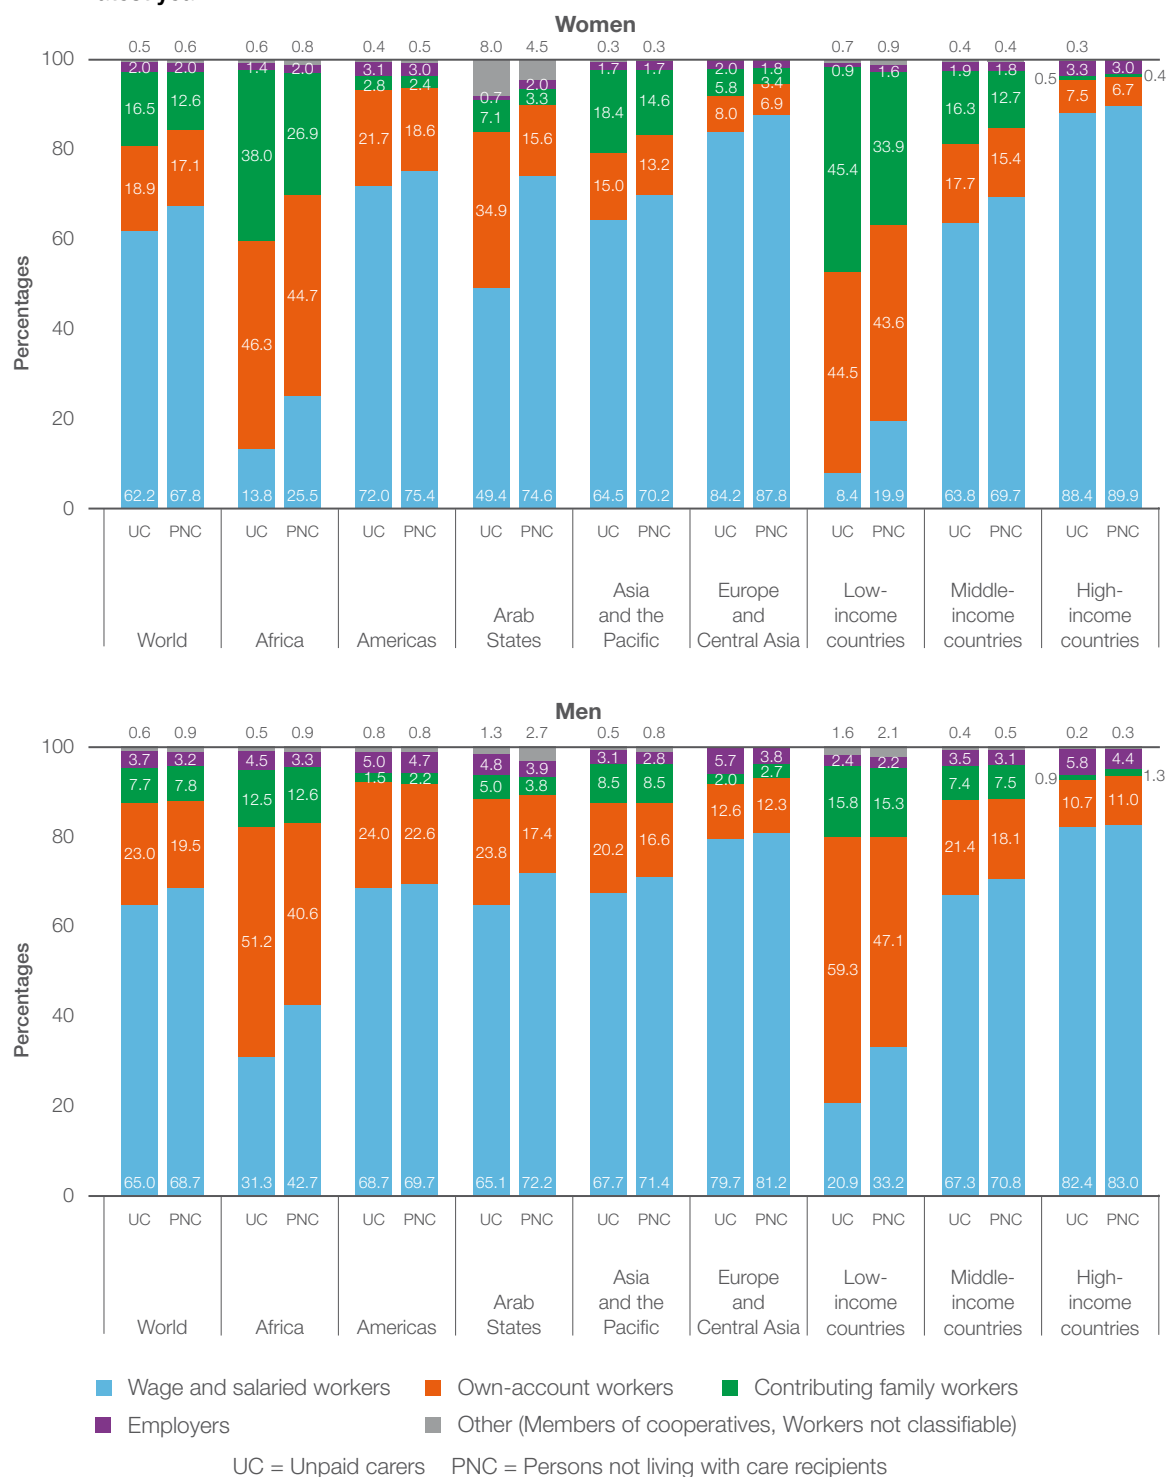 Women
0.5 0.6 0.6 0.8 0.4 0.5 8.0 4.5 0.3 0.3 0.7 0.9 0.4 0.4 0.3
100
2.0 2.0 1.4 2.0 3.1 3.0 0.7 2.0 1.7 1.7 2.0 1.8 0.9 1.6 1.9 1.8 3.3 3.0
0.5 0.4
16.5 12.6 38.0 26.9 2.8 2.4 7.1 3.3 18.4 14.6 5.8 3.4 45.4 33.9 16.3 12.7
18.9 17.1 46.3 44.7 21.7 18.6 34.9 15.6 15.0 13.2 8.0 6.9 44.5 43.6 17.7 15.4 7.5 6.7
80
60
40
20
0
Percentages
62.2 67.8 13.8 25.5 72.0 75.4 49.4 74.6 64.5 70.2 84.2 87.8 8.4 19.9 63.8 69.7 88.4 89.9
UC PNC UC PNC UC PNC UC PNC UC PNC UC PNC UC PNC UC PNC UC PNC
World
Africa
Americas
Arab
States
Asia
and the
Pacific
Europe
and
Central Asia
Low-
income
countries
Middle-
income
countries
High-
income
countries
Men
0.6 0.9 0.5 0.9 0.8 0.8 1.3 2.7 0.5 0.8 1.6 2.1 0.4 0.5 0.2 0.3
100
3.7 3.2 4.5 3.3 5.0 4.7 4.8 3.9 3.1 2.8 5.7 3.8 2.4 2.2 3.5 3.1 5.8 4.4
0.9 1.3
7.7 7.8 12.5 12.6 1.5 2.2 5.0 3.8 8.5 8.5 2.0 2.7 15.8 15.3 7.4 7.5
23.0 19.5 51.2 40.6 24.0 22.6 23.8 17.4 20.2 16.6 12.6 12.3 59.3 47.1 21.4 18.1 10.7 11.0
80
60
40
20
0
Percentages
65.0 68.7 31.3 42.7 68.7 69.7 65.1 72.2 67.7 71.4 79.7 81.2 20.9 33.2 67.3 70.8 82.4 83.0
UC PNC UC PNC UC PNC UC PNC UC PNC UC PNC UC PNC UC PNC UC PNC
World
Africa
Americas
Arab
States
Asia
and the
Pacific
Europe
and
Central Asia
Low-
income
countries
Middle-
income
countries
High-
income
countries
Wage and salaried workers Own-account workers Contributing family workers
Employers Other (Members of cooperatives, Workers not classifiable)
UC = Unpaid carers PNC = Persons not living with care recipients